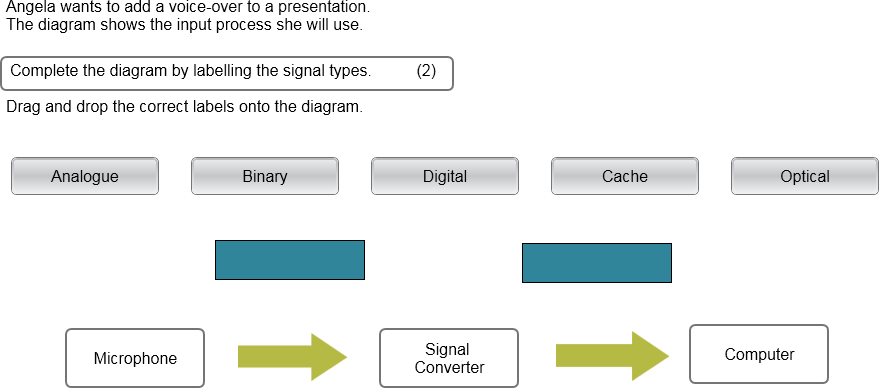 Angela wants to add a voice-over to a presentation.
The diagram shows the input process she will use.
Complete the diagram by labelling the signal types. (2)
Drag and drop the correct labels onto the diagram.
Analogue
Binary
Digital
Cache
Optical
Microphone
Signal
Converter
Computer